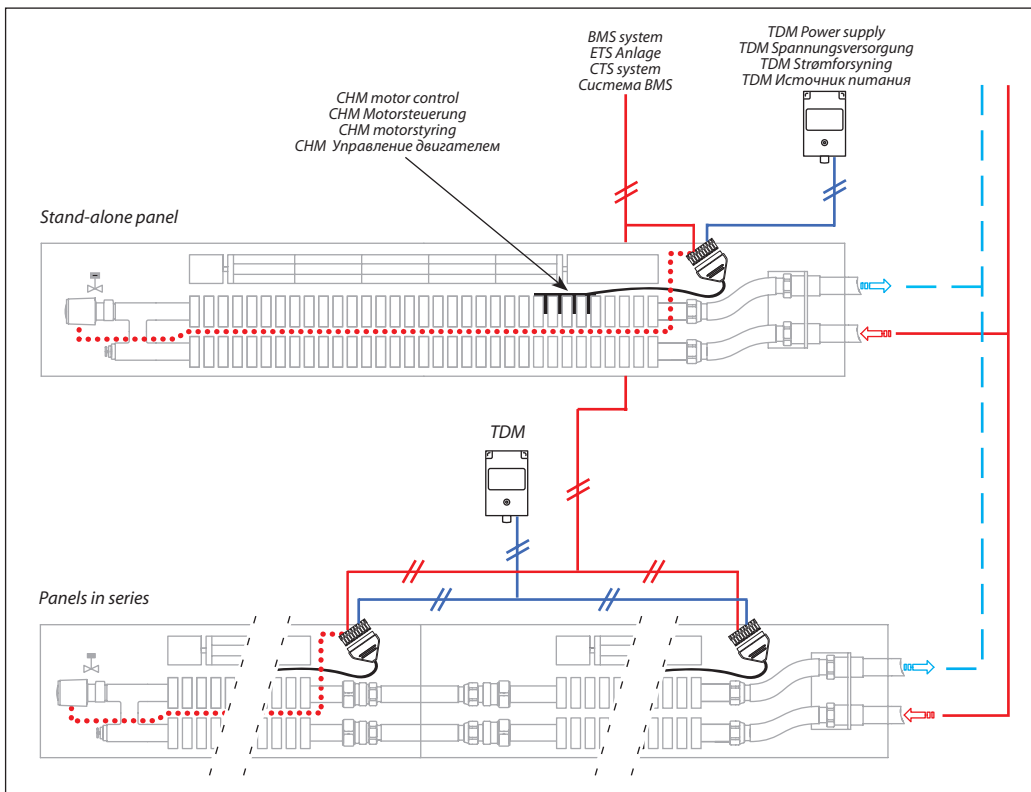 BMS system
ETS Anlage
CTS system
Система BMS
TDM Power supply
TDM Spannungsversorgung
TDM Strømforsyning
TDM Источник питания
CHM motor control
CHM Motorsteuerung
CHM motorstyring
CHM Управление двигателем
Stand-alone panel
TDM
Panels in series